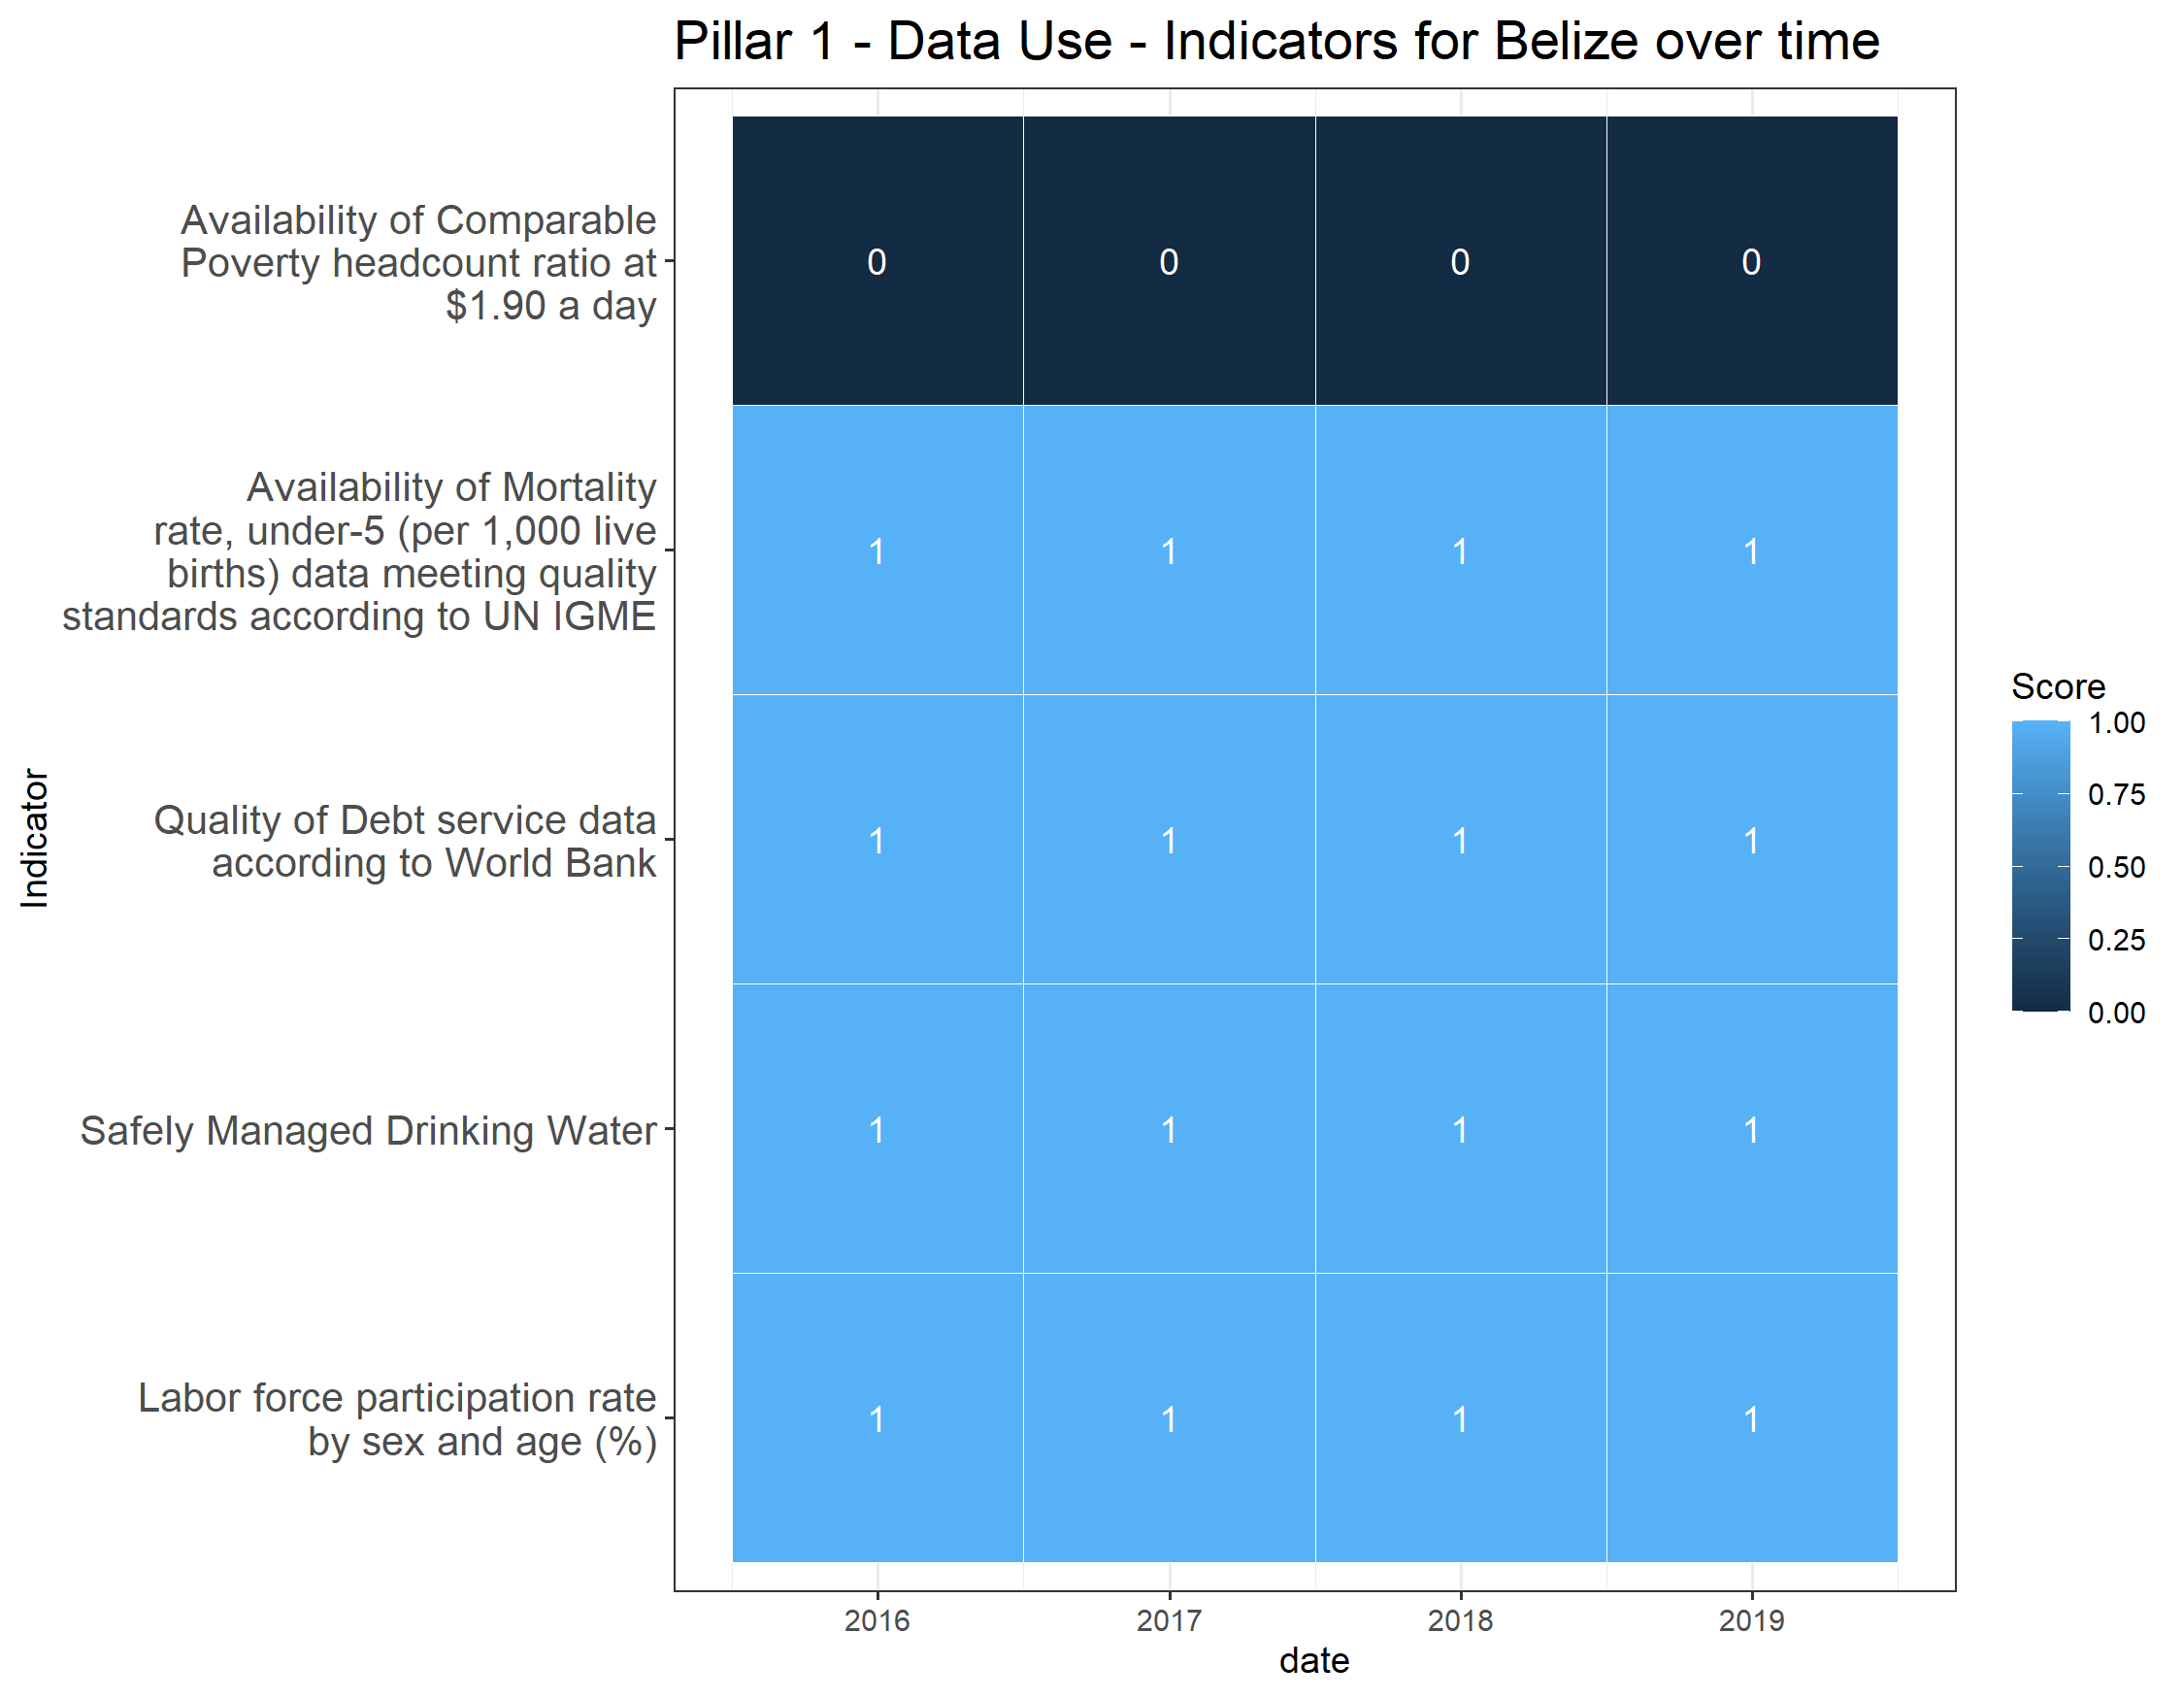 Pillar 1 - Data Use - Indicators for Belize over time
Indicator
Availability of Comparable
Poverty headcount ratio at
$1.90 a day
0 0 0 0
Availability of Mortality
rate, under-5 (per 1,000 live
births) data meeting quality
standards according to UN IGME
1 1 1 1
Quality of Debt service data
according to World Bank
1 1 1 1
Safely Managed Drinking Water
1 1 1 1
Labor force participation rate
by sex and age (%)
1 1 1 1
2016 2017 2018 2019
date
Score
1.00
0.75
0.50
0.25
0.00